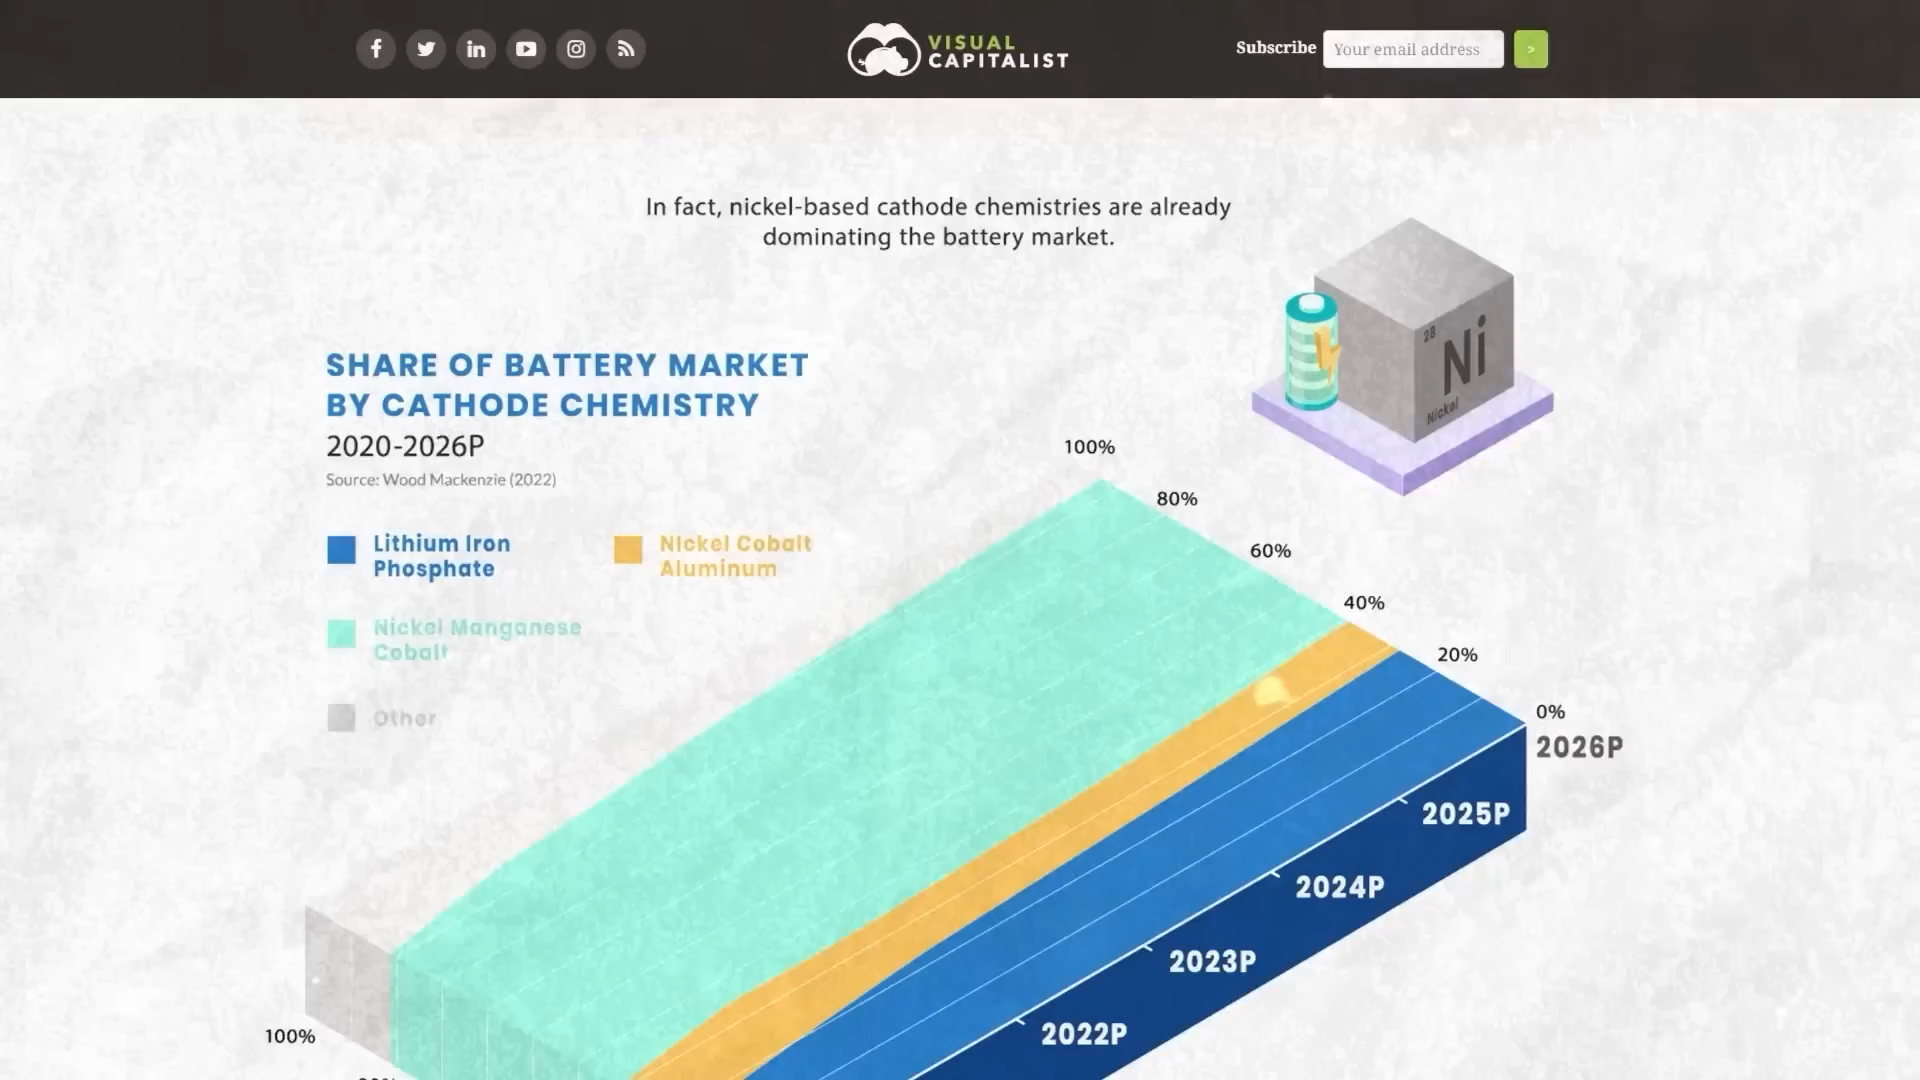 VISUAL
CAPITALIST
Subscribe
Your email address
>
In fact, nickel-based cathode chemistries are already
dominating the battery market.
28
Ni
Nickel
SHARE OF BATTERY MARKET
BY CATHODE CHEMISTRY
2020-2026P
Source: Wood Mackenzie (2022)
Lithium Iron
Phosphate
Nickel Cobalt
Aluminum
Nickel Manganese
Cobalt
Other
100%
80%
60%
40%
20%
0%
2026P
2025P
2024P
2023P
2022P
100%